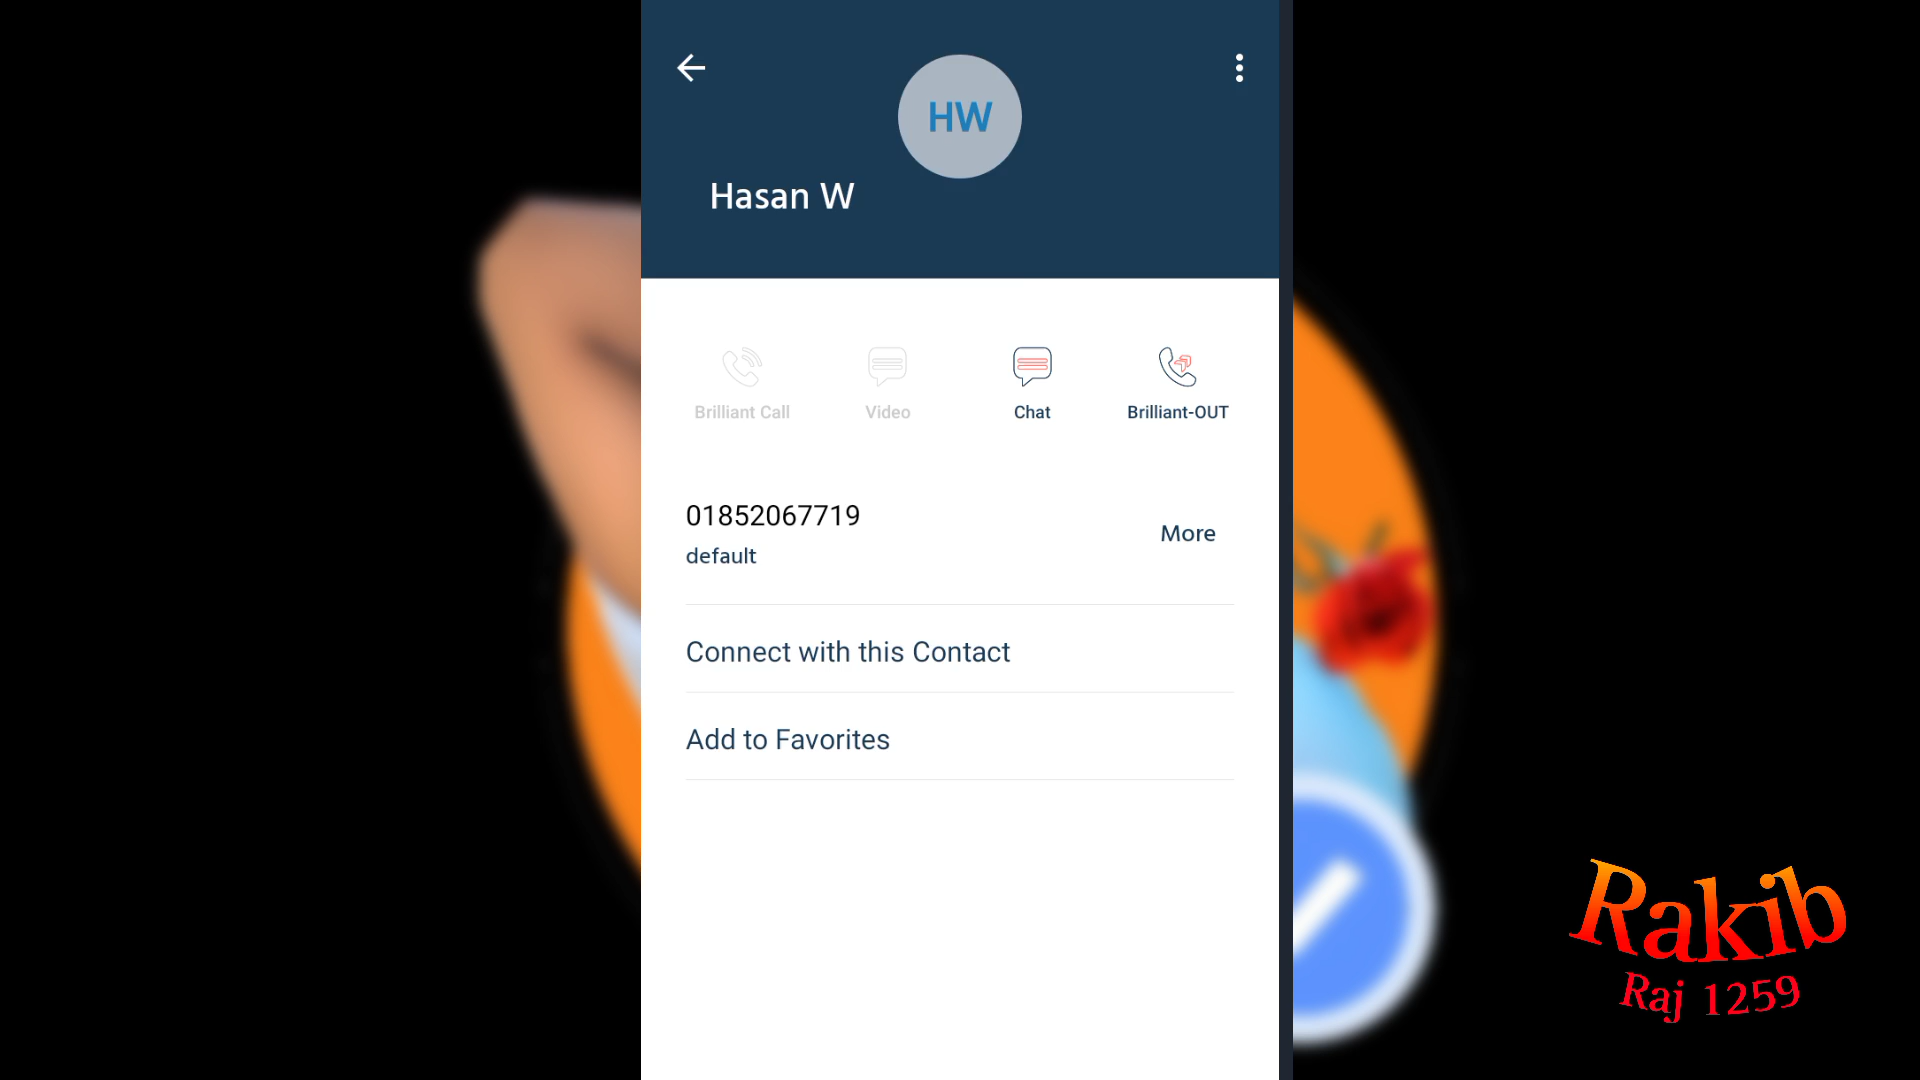 HW
Hasan W
Brilliant Call
Video
Chat
Brilliant-OUT
01852067719
default
More
Connect with this Contact
Add to Favorites
Rakib
Raj 1259